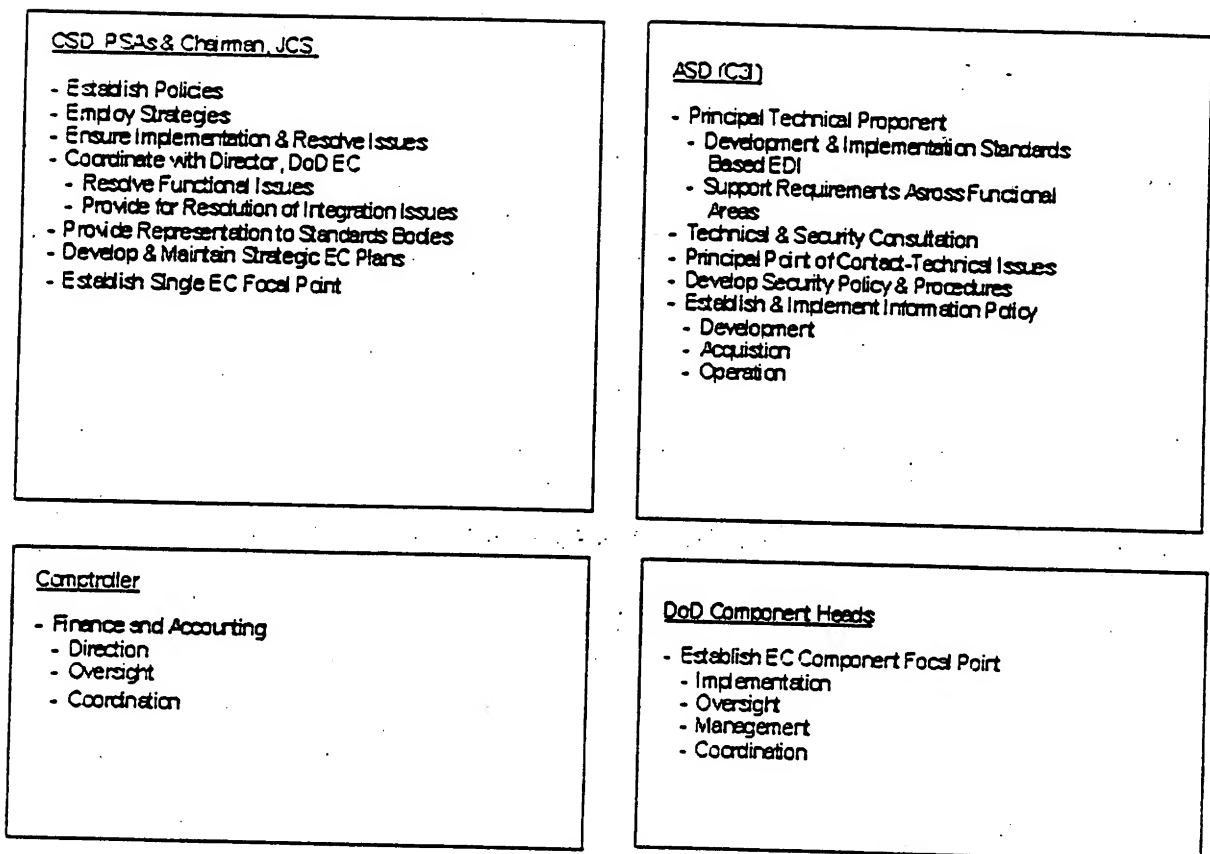 CSD PSAs & Chairman, JCS
- Establish Policies
- Employ Strategies
- Ensure Implementation & Resolve Issues
- Coordinate with Director, DoD EC
- Resolve Functional Issues
- Provide for Resolution of Integration Issues
- Provide Representation to Standards Bodies
- Develop & Maintain Strategic EC Plans
- Establish Single EC Focal Point
ASD (C3I)
- Principal Technical Proponent
- Development & Implementation Standards
Based EDI
- Support Requirements Asross Functional
Areas
- Technical & Security Consultation
- Principal Point of Contact-Technical Issues
- Develop Security Policy & Procedures
- Establish & Implement Information Policy
- Development
- Acquistion
- Operation
Comptroller
- Finance and Accounting
- Direction
- Oversight
- Coordination
DoD Component Heads
- Establish EC Component Focal Point
- Implementation
- Oversight
- Management
- Coordination